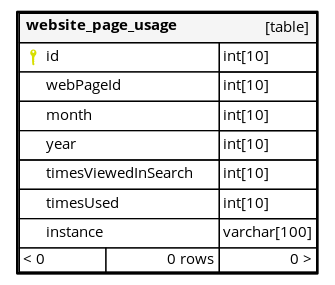 website_page_usage [table]
id int[10]
webPageId int[10]
month int[10]
year int[10]
timesViewedInSearch int[10]
timesUsed int[10]
instance varchar[100]
< 0 0 rows 0 >